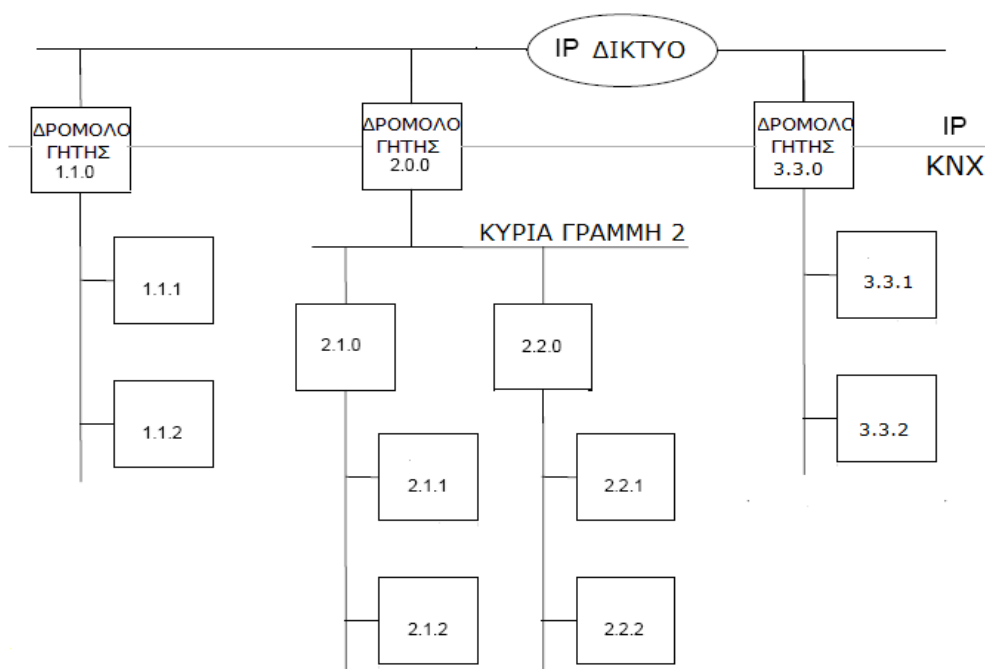 IP ΔΙΚΤΥΟ
ΔΡΟΜΟΛΟ
ΓΗΤΗΣ
1.1.0
ΔΡΟΜΟΛΟ
ΓΗΤΗΣ
2.0.0
ΔΡΟΜΟΛΟ
ΓΗΤΗΣ
3.3.0
IP
KNX
ΚΥΡΙΑ ΓΡΑΜΜΗ 2
1.1.1
1.1.2
2.1.0
2.2.0
2.1.1
2.2.1
2.1.2
2.2.2
3.3.1
3.3.2